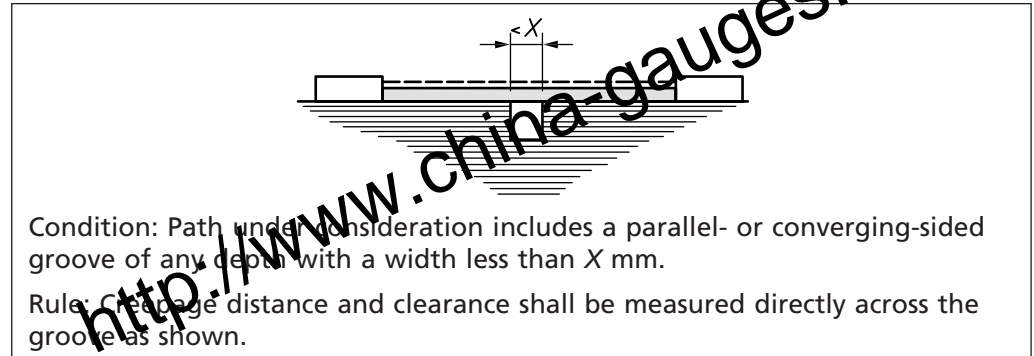 < X
http://www.china-gauges.
Condition: Path under consideration includes a parallel- or converging-sided
groove of any depth with a width less than X mm.
Rule: Creepage distance and clearance shall be measured directly across the
groove as shown.